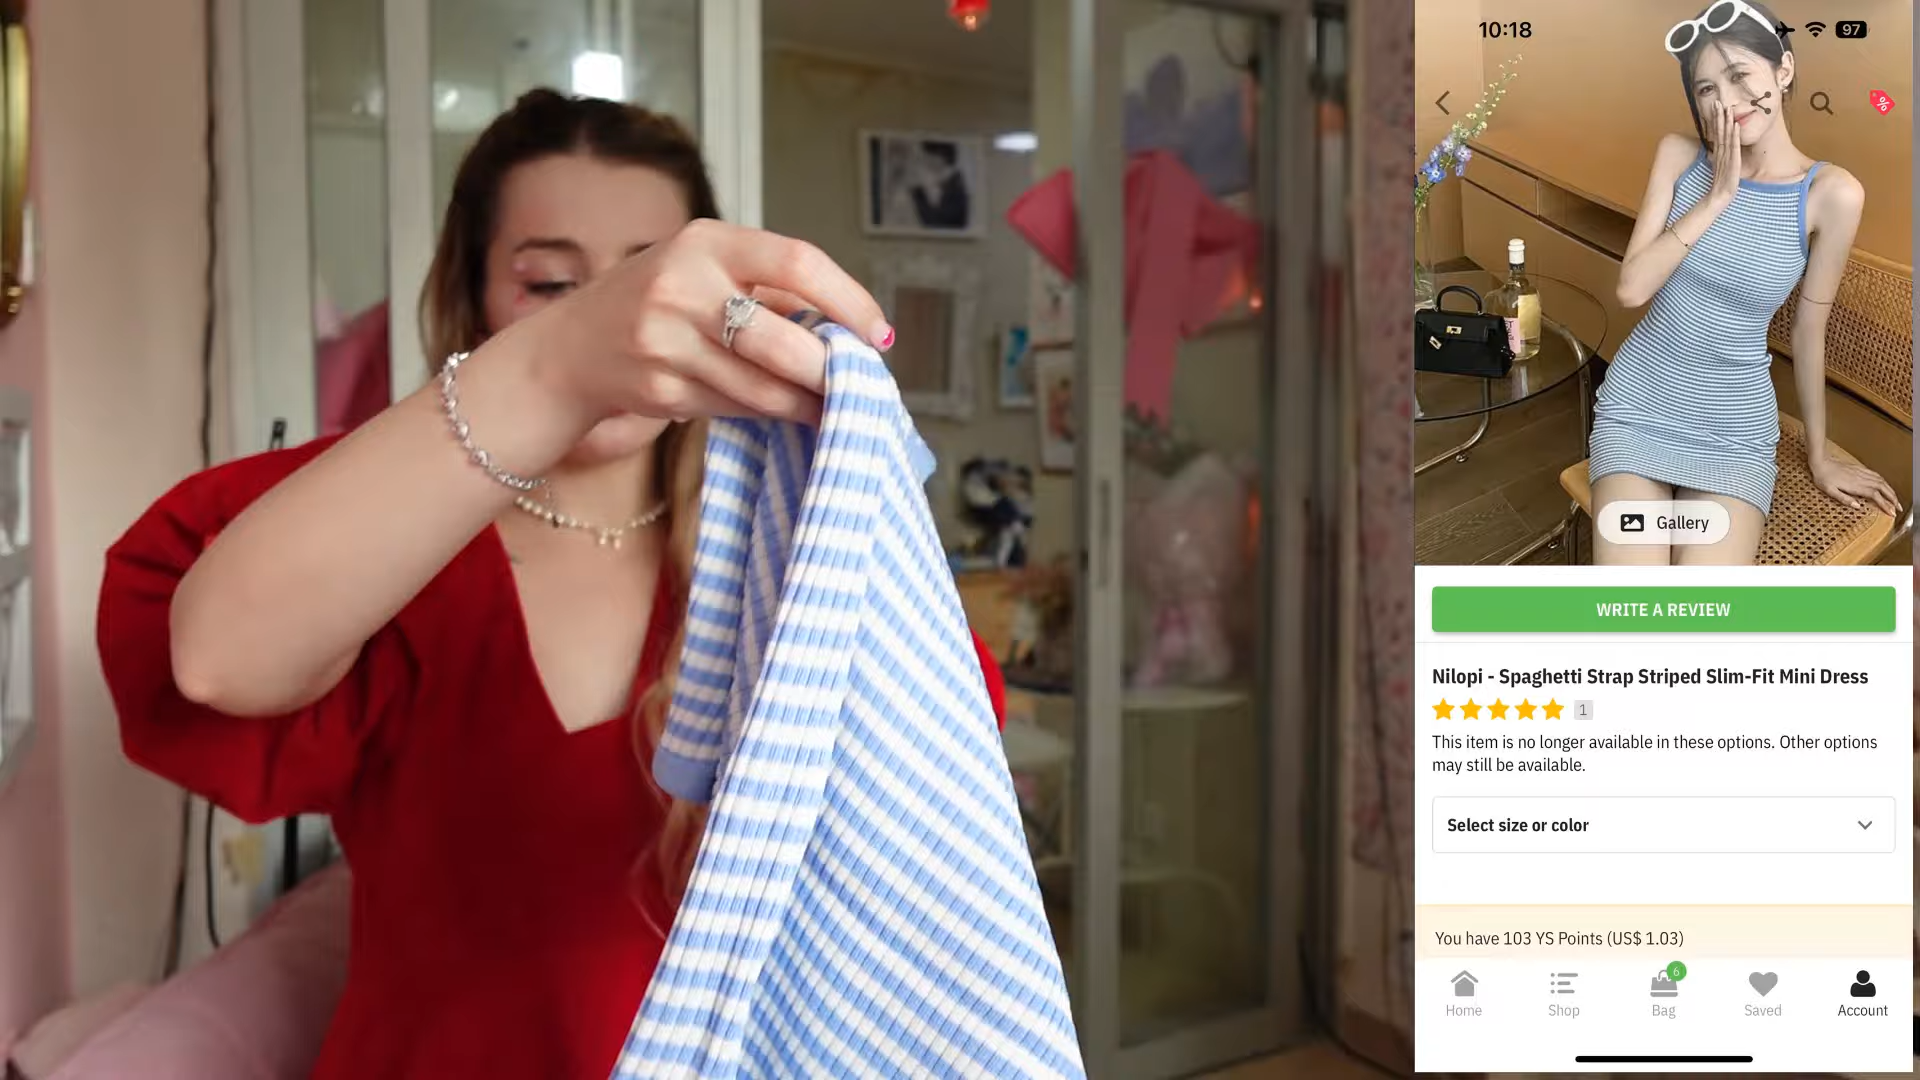 10:18
97
Gallery
WRITE A REVIEW
Nilopi - Spaghetti Strap Striped Slim-Fit Mini Dress
1
This item is no longer available in these options. Other options
may still be available.
Select size or color
You have 103 YS Points (US$ 1.03)
6
Home
Shop
Bag
Saved
Account